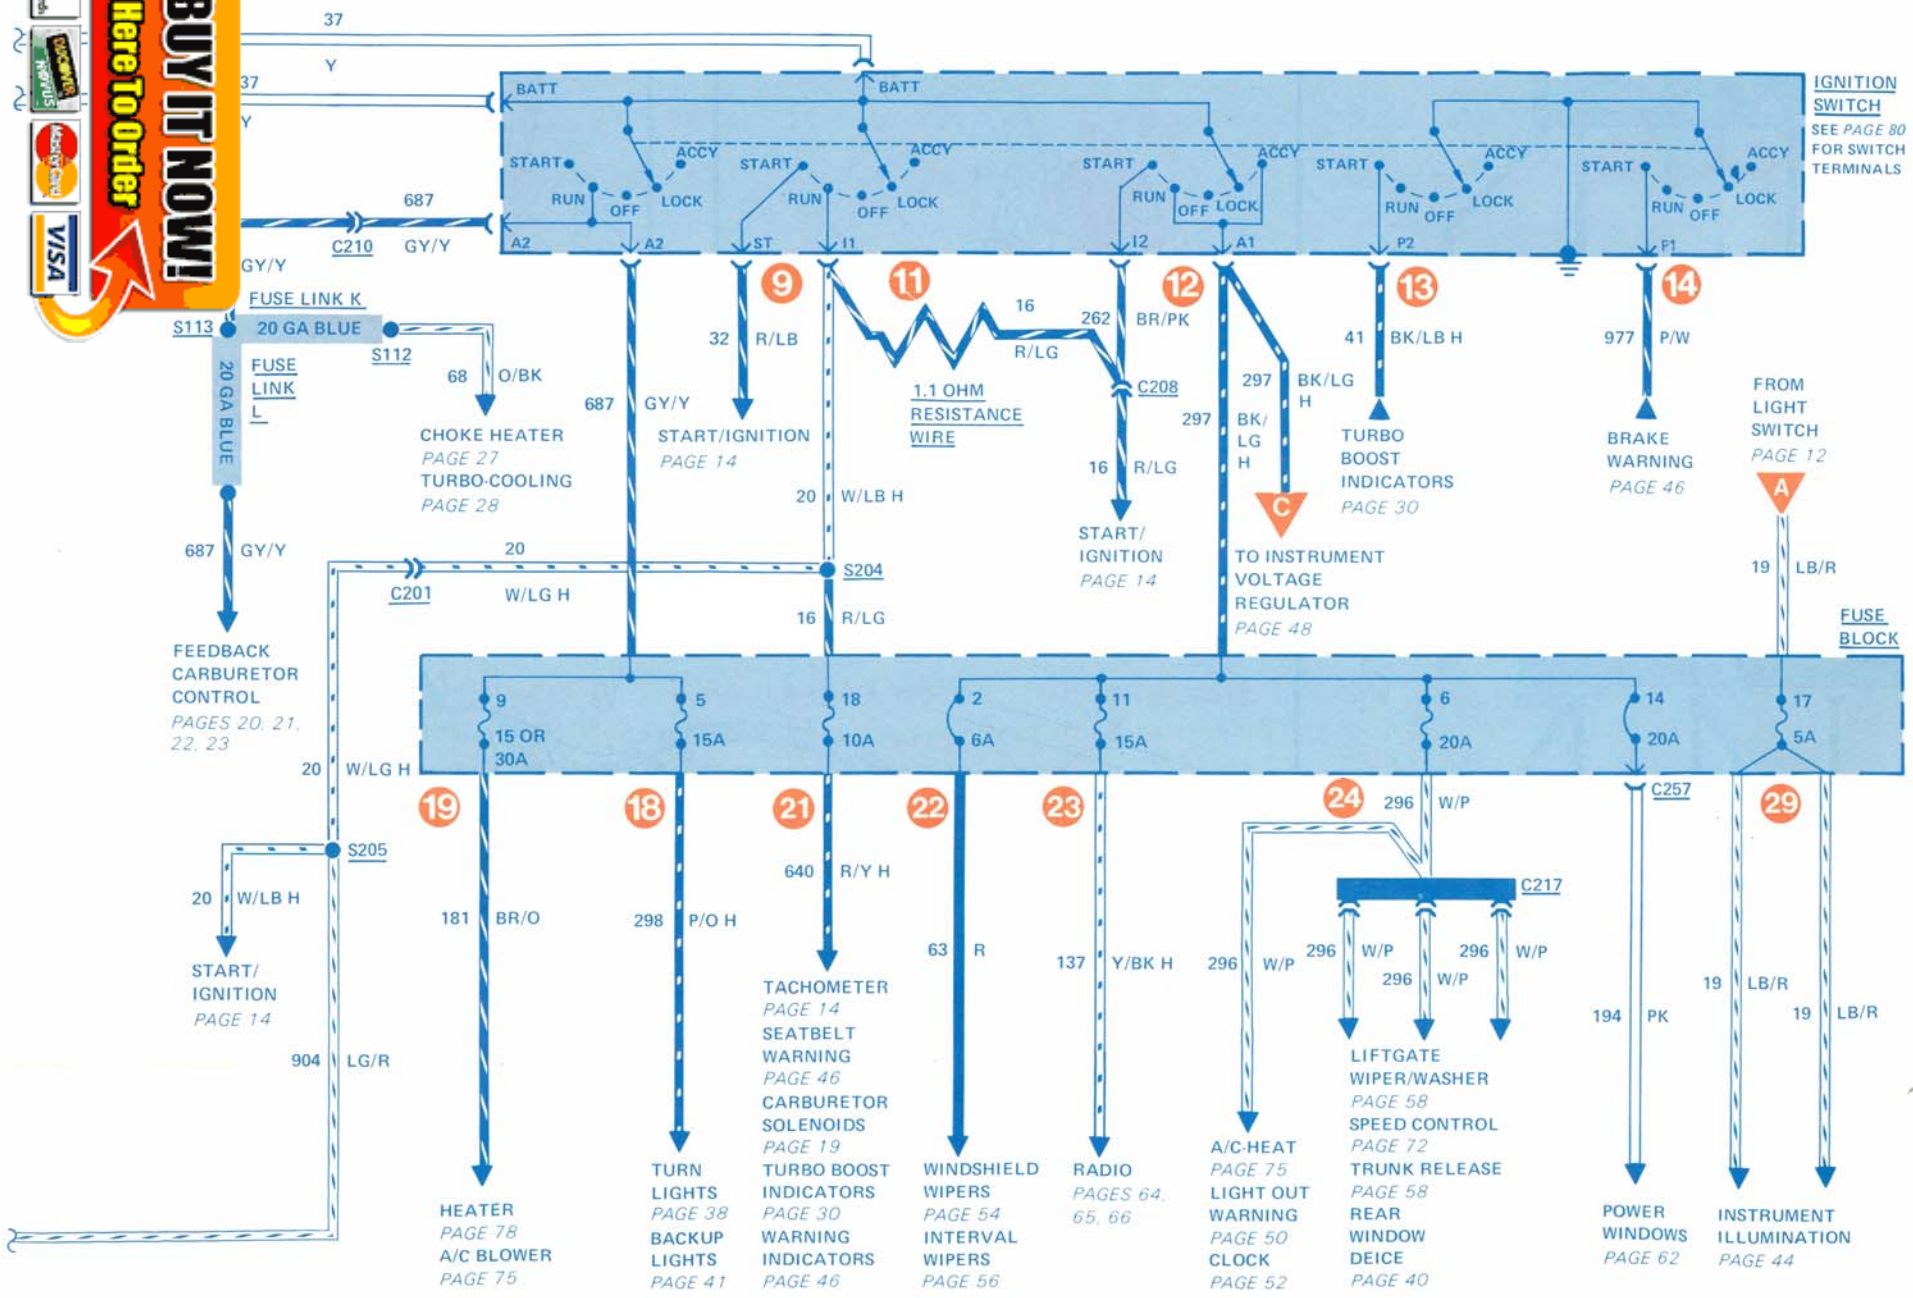 BUY IT NOW!
Here To Order
DISCOVER
NOVUS
MasterCard
VISA
37
Y
37
Y
BATT
BATT
IGNITION
SWITCH
SEE PAGE 80
FOR SWITCH
TERMINALS
START
ACCY
RUN
OFF
LOCK
START
ACCY
RUN
OFF
LOCK
START
ACCY
RUN
OFF
LOCK
START
ACCY
RUN
OFF
LOCK
START
ACCY
RUN
OFF
LOCK
687
C210
GY/Y
A2
A2
ST
I1
I2
A1
P2
P1
GY/Y
9
11
12
13
14
FUSE LINK K
S113
20 GA BLUE
S112
FUSE
LINK
L
20 GA BLUE
68
O/BK
CHOKE HEATER
PAGE 27
TURBO-COOLING
PAGE 28
687
GY/Y
32
R/LB
START/IGNITION
PAGE 14
16
R/LG
1.1 OHM
RESISTANCE
WIRE
262
BR/PK
C208
16
R/LG
START/
IGNITION
PAGE 14
297
BK/
LG
H
297
BK/LG
H
C
TO INSTRUMENT
VOLTAGE
REGULATOR
PAGE 48
41
BK/LB H
TURBO
BOOST
INDICATORS
PAGE 30
977
P/W
BRAKE
WARNING
PAGE 46
FROM
LIGHT
SWITCH
PAGE 12
A
19
LB/R
20
W/LB H
687
GY/Y
20
C201
W/LG H
S204
16
R/LG
FEEDBACK
CARBURETOR
CONTROL
PAGES 20, 21,
22, 23
FUSE
BLOCK
9
15 OR
30A
5
15A
18
10A
2
6A
11
15A
6
20A
14
20A
17
5A
20
W/LG H
19
18
21
22
23
24
296
W/P
C257
29
S205
20
W/LB H
START/
IGNITION
PAGE 14
904
LG/R
181
BR/O
298
P/O H
640
R/Y H
63
R
137
Y/BK H
296
W/P
C217
296
W/P
296
W/P
296
W/P
194
PK
19
LB/R
19
LB/R
HEATER
PAGE 78
A/C BLOWER
PAGE 75
TURN
LIGHTS
PAGE 38
BACKUP
LIGHTS
PAGE 41
TACHOMETER
PAGE 14
SEATBELT
WARNING
PAGE 46
CARBURETOR
SOLENOIDS
PAGE 19
TURBO BOOST
INDICATORS
PAGE 30
WARNING
INDICATORS
PAGE 46
WINDSHIELD
WIPERS
PAGE 54
INTERVAL
WIPERS
PAGE 56
RADIO
PAGES 64,
65, 66
A/C-HEAT
PAGE 75
LIGHT OUT
WARNING
PAGE 50
CLOCK
PAGE 52
LIFTGATE
WIPER/WASHER
PAGE 58
SPEED CONTROL
PAGE 72
TRUNK RELEASE
PAGE 58
REAR
WINDOW
DEICE
PAGE 40
POWER
WINDOWS
PAGE 62
INSTRUMENT
ILLUMINATION
PAGE 44